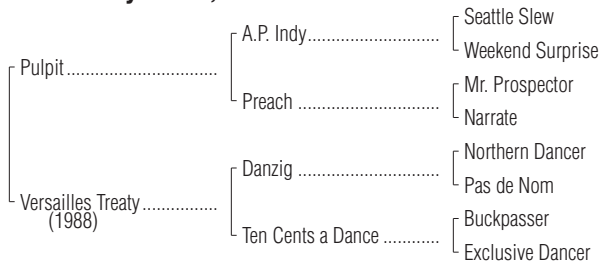 Seattle Slew
A.P. Indy
Weekend Surprise
Pulpit
Mr. Prospector
Preach
Narrate
Northern Dancer
Danzig
Pas de Nom
Versailles Treaty
(1988)
Buckpasser
Ten Cents a Dance
Exclusive Dancer